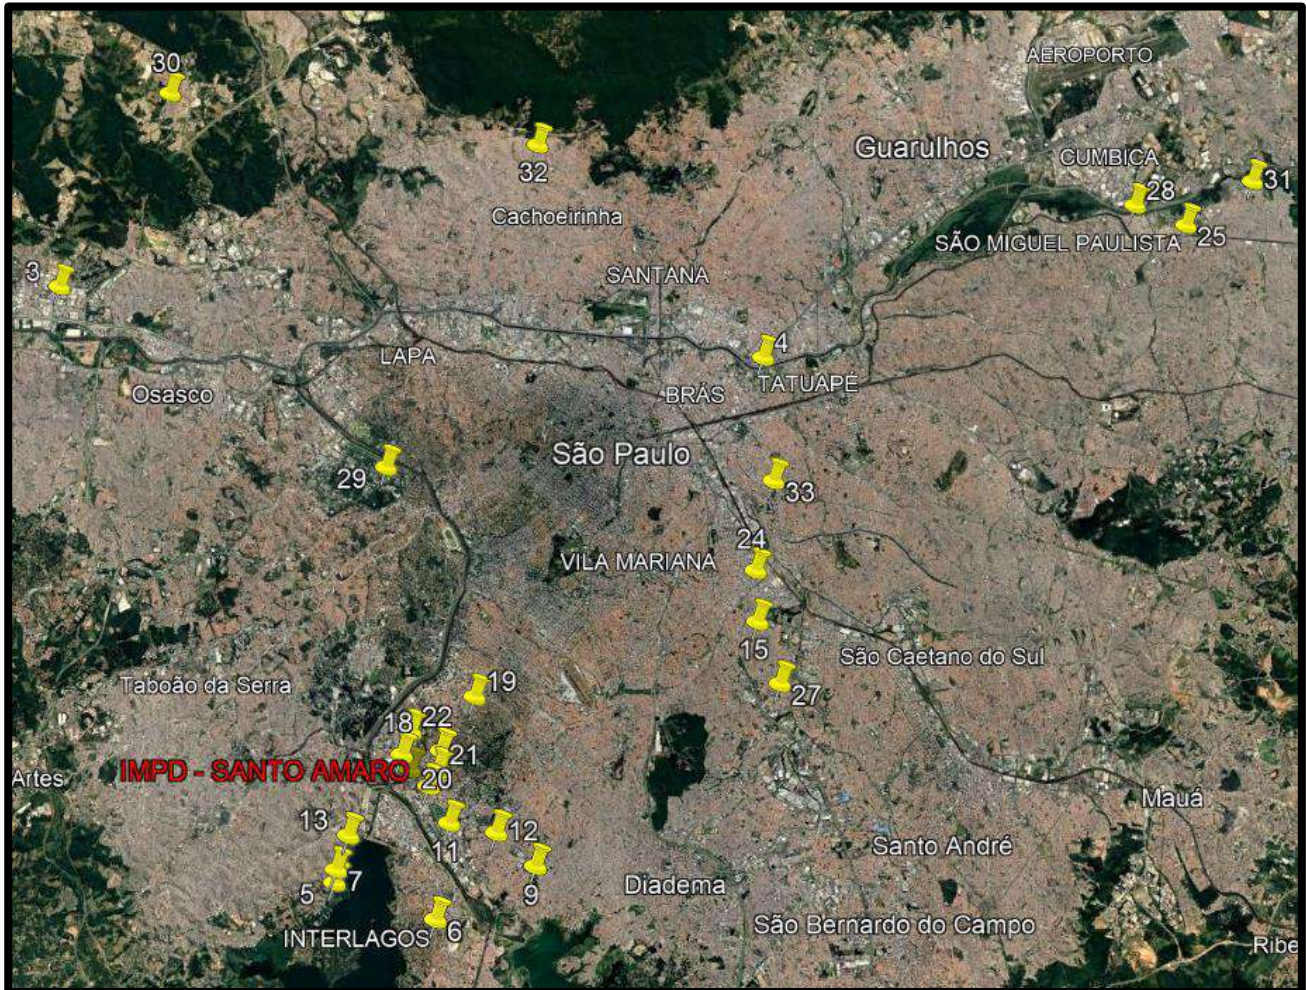 AEROPORTO
30
Guarulhos
CUMBICA
32
28
31
Cachoeirinha
25
SÃO MIGUEL PAULISTA
3
SANTANA
4
LAPA
TATUAPÉ
Osasco
BRÁS
São Paulo
29
33
24
VILA MARIANA
15
São Caetano do Sul
Taboão da Serra
19
27
18
22
21
IMPD - SANTO AMARO
Artes
20
Mauá
13
12
11
Santo André
9
7
Diadema
5
São Bernardo do Campo
6
INTERLAGOS
Ribe